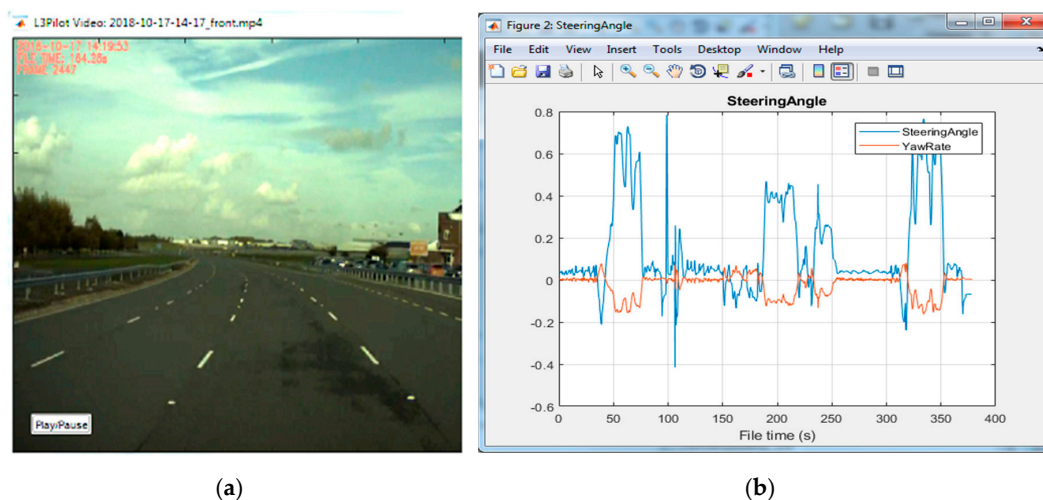 L3Pilot Video: 2018-10-17-14-17_front.mp4
2018-10-17 14:19:53
FILE TIME: 164.28s
FRAME 2447
Play/Pause
(a)
Figure 2: SteeringAngle
File Edit View Insert Tools Desktop Window Help
SteeringAngle
SteeringAngle
YawRate
0.8
0.6
0.4
0.2
0
-0.2
-0.4
-0.6
0 50 100 150 200 250 300 350 400
File time (s)
(b)